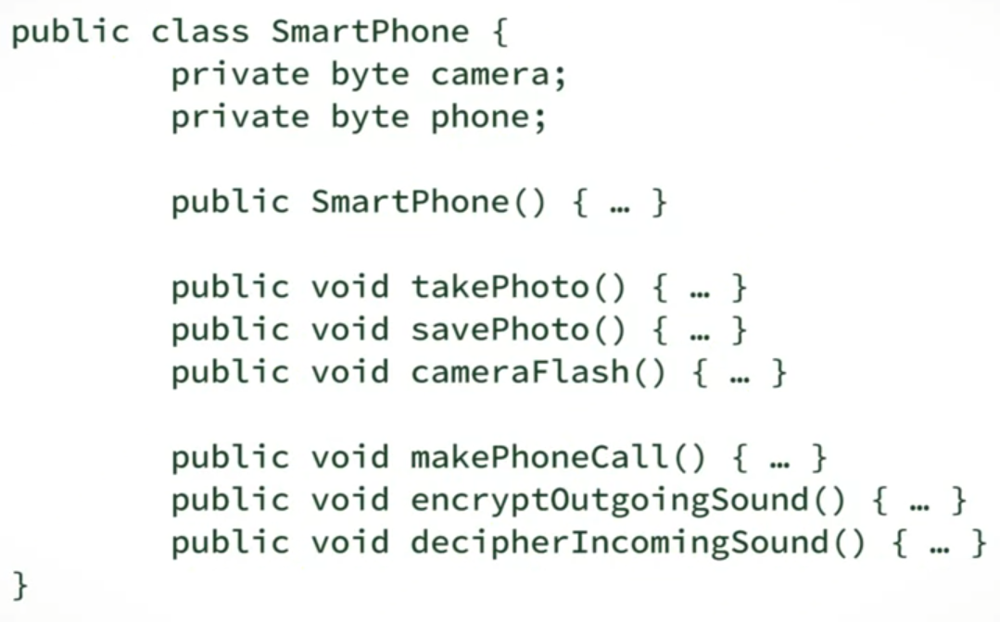 public class SmartPhone {
private byte camera;
private byte phone;
public SmartPhone() { … }
public void takePhoto() { … }
public void savePhoto() { … }
public void cameraFlash() { … }
public void makePhoneCall() { … }
public void encryptOutgoingSound() { … }
public void decipherIncomingSound() { … }
}